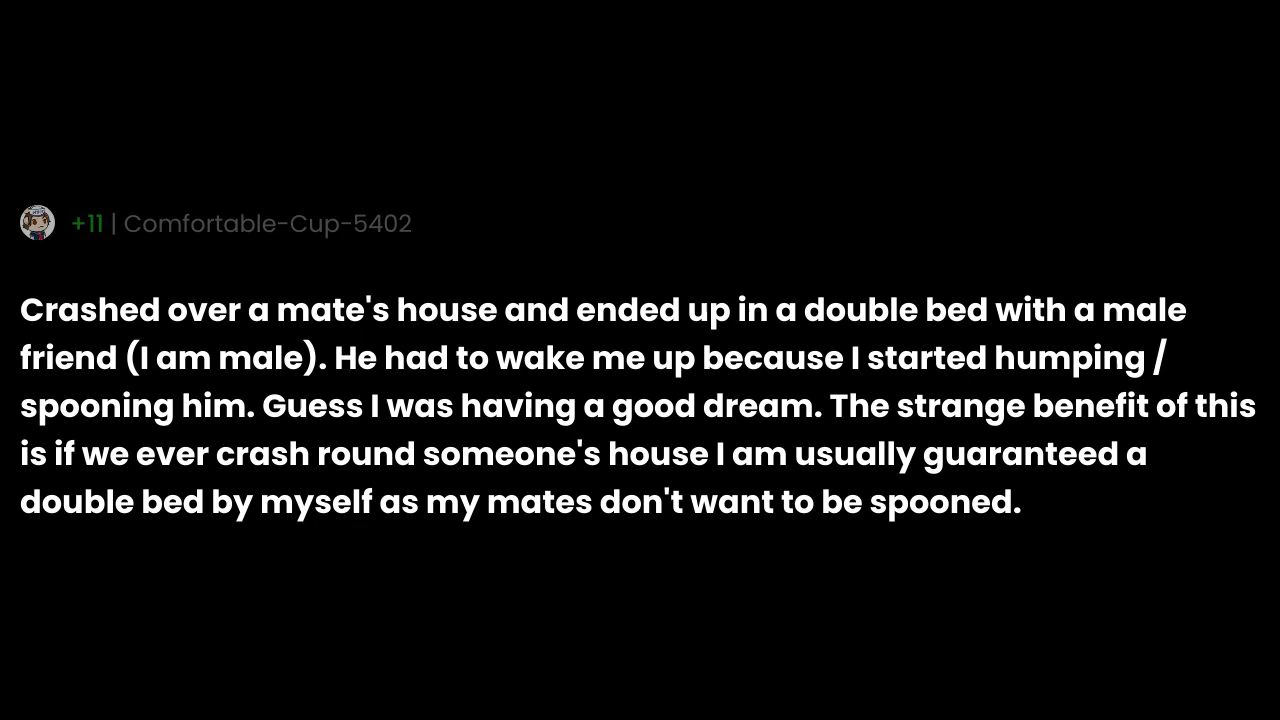 +11 | Comfortable-Cup-5402
Crashed over a mate's house and ended up in a double bed with a male
friend (I am male). He had to wake me up because I started humping /
spooning him. Guess I was having a good dream. The strange benefit of this
is if we ever crash round someone's house I am usually guaranteed a
double bed by myself as my mates don't want to be spooned.